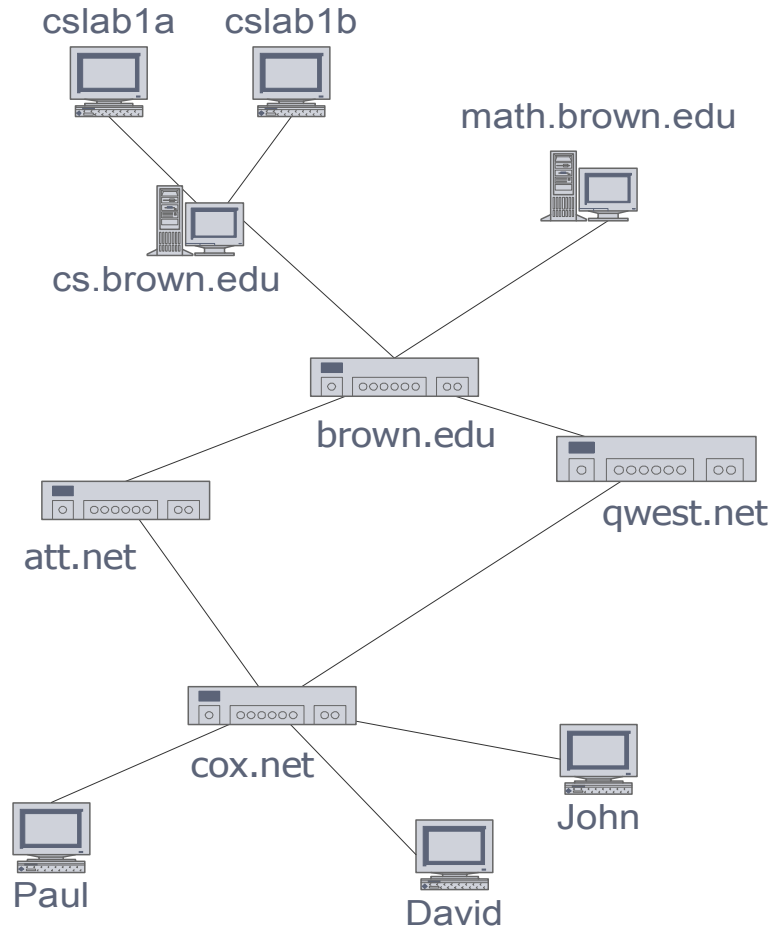 cslab1a
cslab1b
math.brown.edu
cs.brown.edu
brown.edu
qwest.net
att.net
cox.net
John
Paul
David